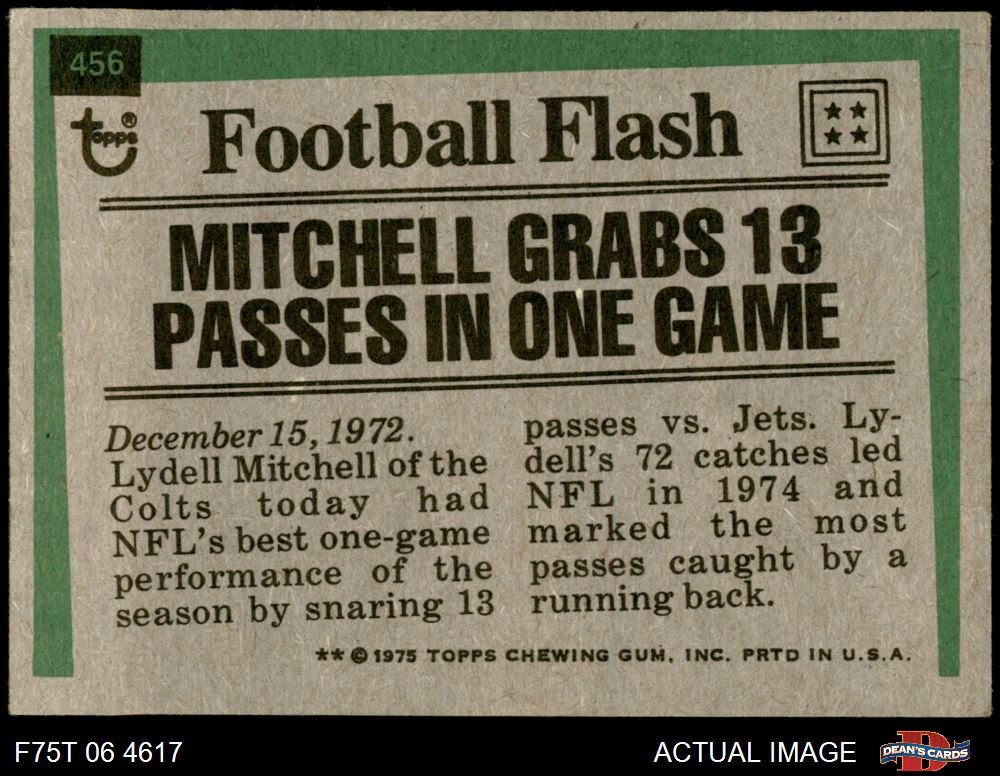 456
Topps®
Football Flash
MITCHELL GRABS 13
PASSES IN ONE GAME
December 15, 1972.
Lydell Mitchell of the
Colts today had
NFL's best one-game
performance of the
season by snaring 13
passes vs. Jets. Ly-
dell's 72 catches led
NFL in 1974 and
marked the most
passes caught by a
running back.
** © 1975 TOPPS CHEWING GUM, INC. PRTD IN U.S.A.
F75T 06 4617
ACTUAL IMAGE
D
DEAN'S CARDS